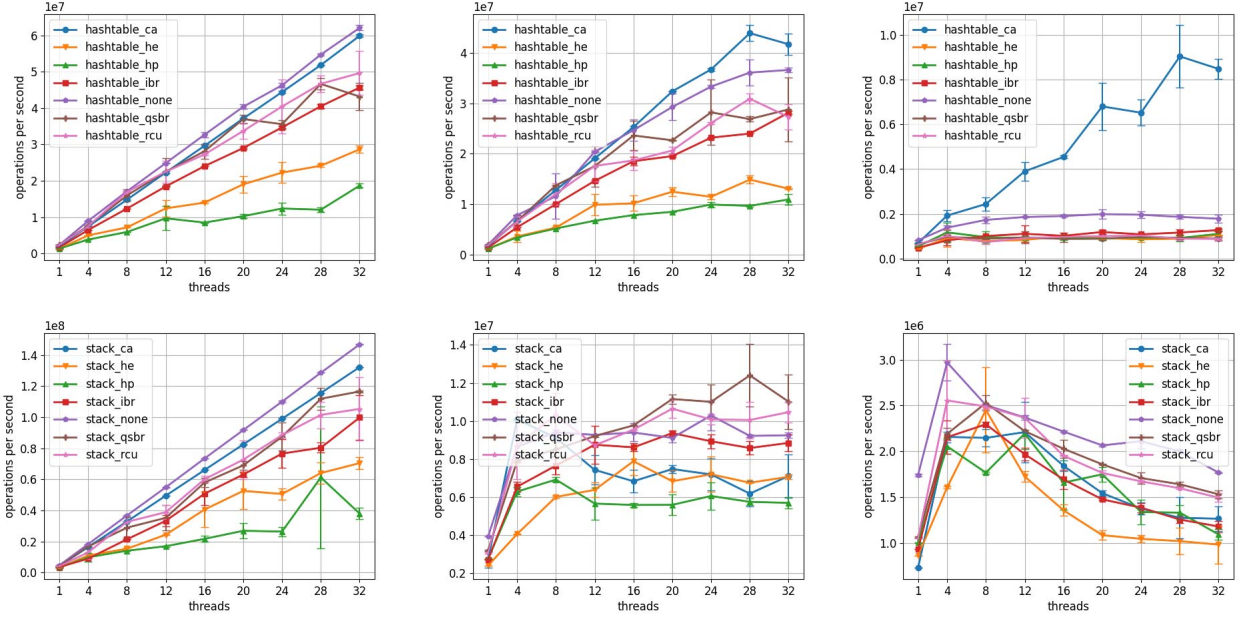 1e7
6
5
4
3
2
1
0
operations per second
hashtable_ca
hashtable_he
hashtable_hp
hashtable_ibr
hashtable_none
hashtable_qsbr
hashtable_rcu
1 4 8 12 16 20 24 28 32
threads
1e7
4
3
2
1
0
operations per second
hashtable_ca
hashtable_he
hashtable_hp
hashtable_ibr
hashtable_none
hashtable_qsbr
hashtable_rcu
1 4 8 12 16 20 24 28 32
threads
1e7
1.0
0.8
0.6
0.4
0.2
0.0
operations per second
hashtable_ca
hashtable_he
hashtable_hp
hashtable_ibr
hashtable_none
hashtable_qsbr
hashtable_rcu
1 4 8 12 16 20 24 28 32
threads
1e8
1.4
1.2
1.0
0.8
0.6
0.4
0.2
0.0
operations per second
stack_ca
stack_he
stack_hp
stack_ibr
stack_none
stack_qsbr
stack_rcu
1 4 8 12 16 20 24 28 32
threads
1e7
1.4
1.2
1.0
0.8
0.6
0.4
0.2
operations per second
stack_ca
stack_he
stack_hp
stack_ibr
stack_none
stack_qsbr
stack_rcu
1 4 8 12 16 20 24 28 32
threads
1e6
3.0
2.5
2.0
1.5
1.0
operations per second
stack_ca
stack_he
stack_hp
stack_ibr
stack_none
stack_qsbr
stack_rcu
1 4 8 12 16 20 24 28 32
threads